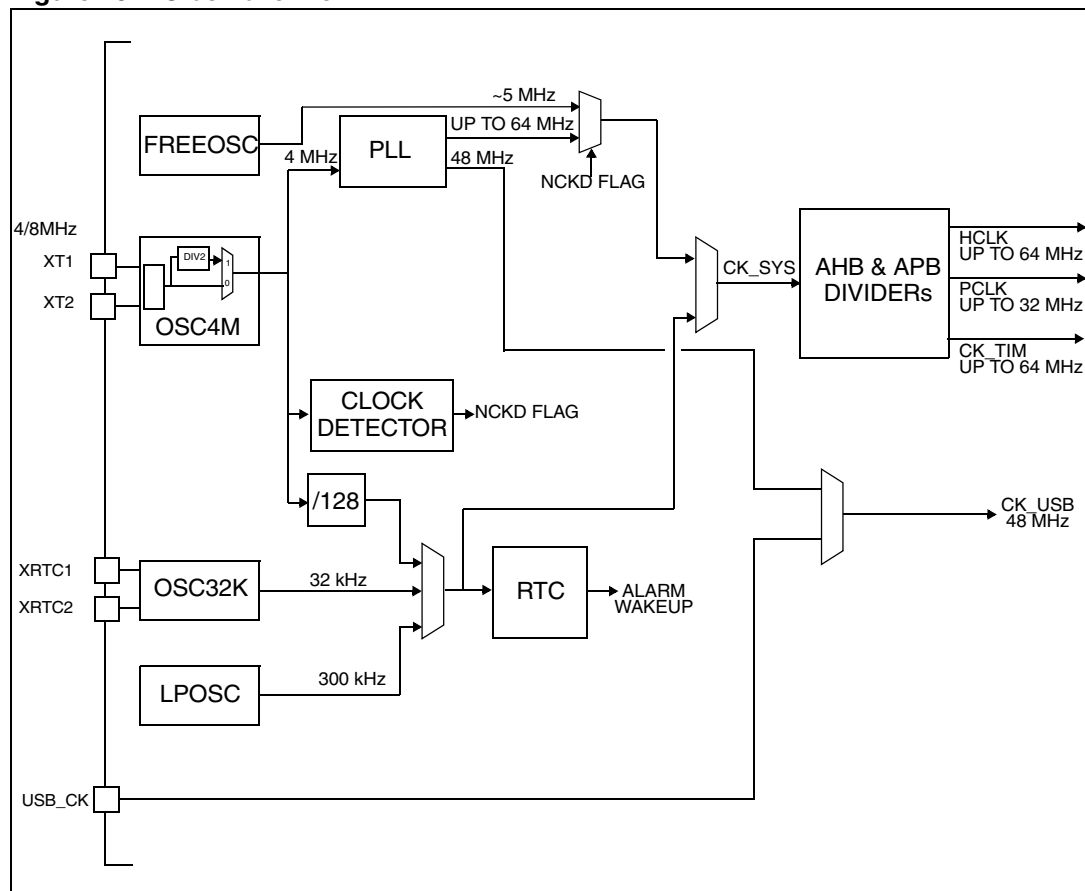 ~5 MHz
FREEOSC
UP TO 64 MHz
PLL
4 MHz
48 MHz
NCKD FLAG
4/8MHz
XT1
XT2
DIV2
1
0
OSC4M
CK_SYS
AHB & APB
DIVIDERs
HCLK
UP TO 64 MHz
PCLK
UP TO 32 MHz
CK_TIM
UP TO 64 MHz
CLOCK
DETECTOR
NCKD FLAG
/128
CK_USB
48 MHz
XRTC1
XRTC2
OSC32K
32 kHz
RTC
ALARM
WAKEUP
LPOSC
300 kHz
USB_CK